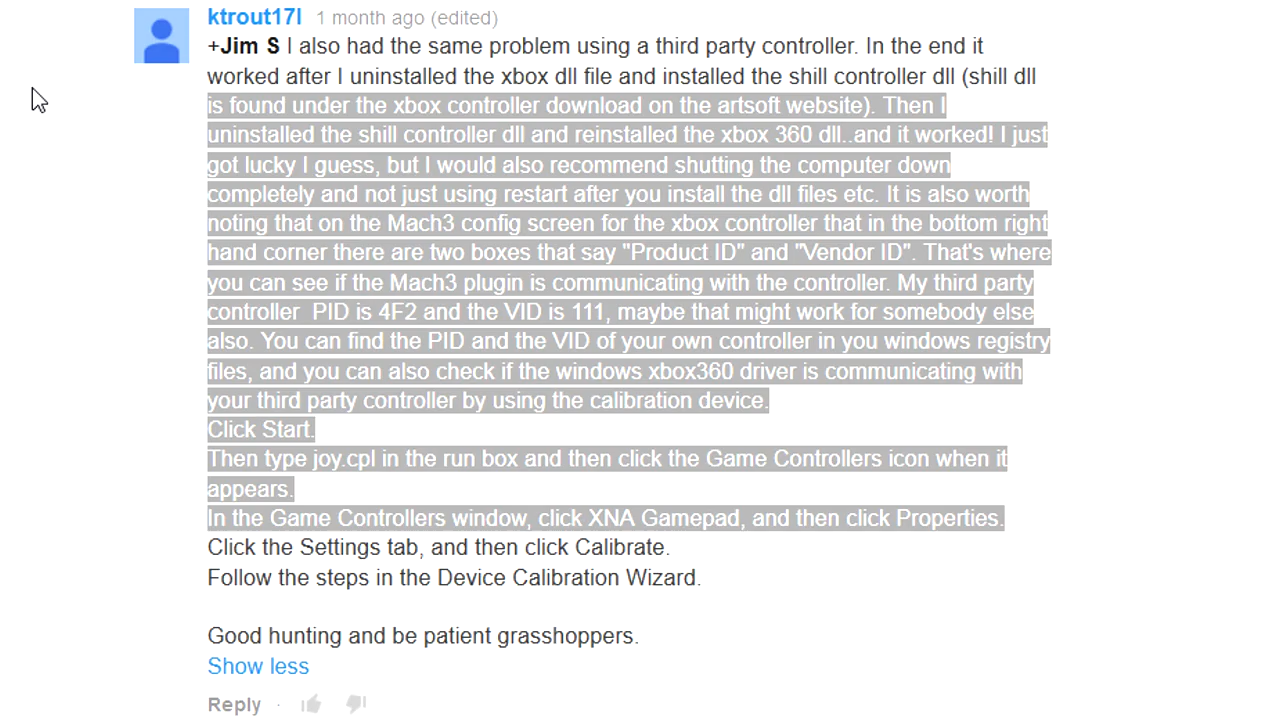 ktrout17l 1 month ago (edited)
+Jim S I also had the same problem using a third party controller. In the end it
worked after I uninstalled the xbox dll file and installed the shill controller dll (shill dll
is found under the xbox controller download on the artsoft website). Then I
uninstalled the shill controller dll and reinstalled the xbox 360 dll..and it worked! I just
got lucky I guess, but I would also recommend shutting the computer down
completely and not just using restart after you install the dll files etc. It is also worth
noting that on the Mach3 config screen for the xbox controller that in the bottom right
hand corner there are two boxes that say "Product ID" and "Vendor ID". That's where
you can see if the Mach3 plugin is communicating with the controller. My third party
controller  PID is 4F2 and the VID is 111, maybe that might work for somebody else
also. You can find the PID and the VID of your own controller in you windows registry
files, and you can also check if the windows xbox360 driver is communicating with
your third party controller by using the calibration device.
Click Start.
Then type joy.cpl in the run box and then click the Game Controllers icon when it
appears.
In the Game Controllers window, click XNA Gamepad, and then click Properties.
Click the Settings tab, and then click Calibrate.
Follow the steps in the Device Calibration Wizard.
Good hunting and be patient grasshoppers.
Show less
Reply ·